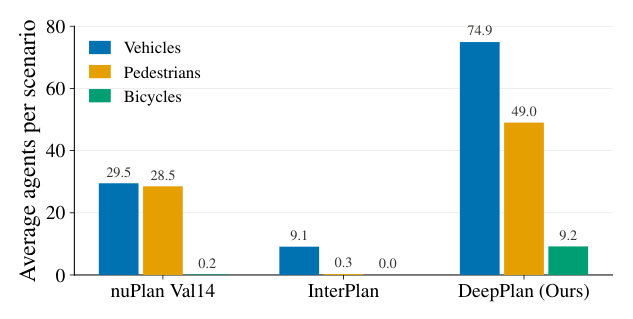 Average agents per scenario
80
60
40
20
0
Vehicles
Pedestrians
Bicycles
29.5
28.5
0.2
9.1
0.3
0.0
74.9
49.0
9.2
nuPlan Val14
InterPlan
DeepPlan (Ours)